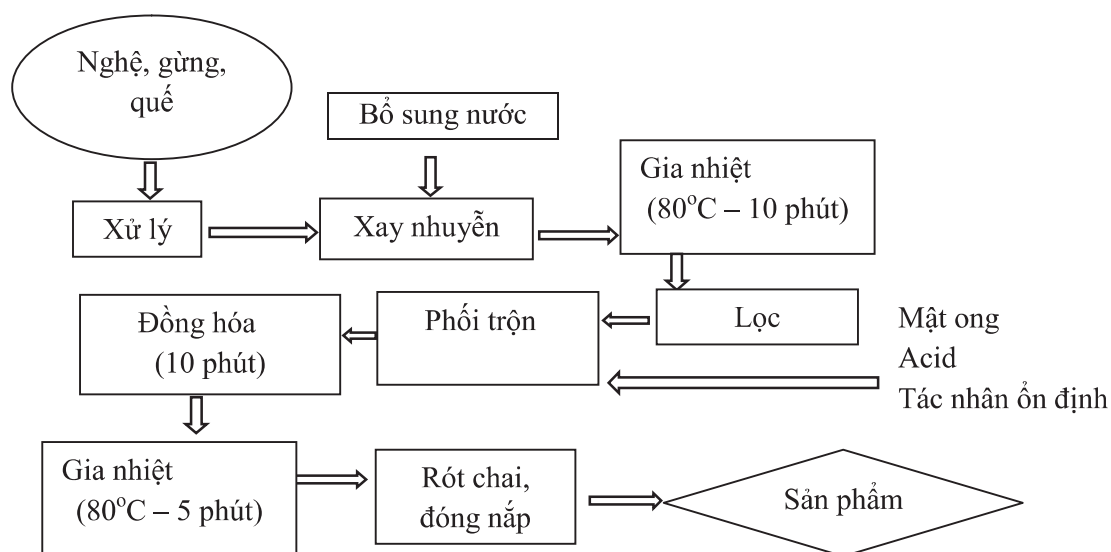 Nghệ, gừng,
quế
Bổ sung nước
Xử lý
Xay nhuyễn
Gia nhiệt
(80°C – 10 phút)
Lọc
Mật ong
Acid
Tác nhân ổn định
Phối trộn
Đồng hóa
(10 phút)
Gia nhiệt
(80°C – 5 phút)
Rót chai,
đóng nắp
Sản phẩm